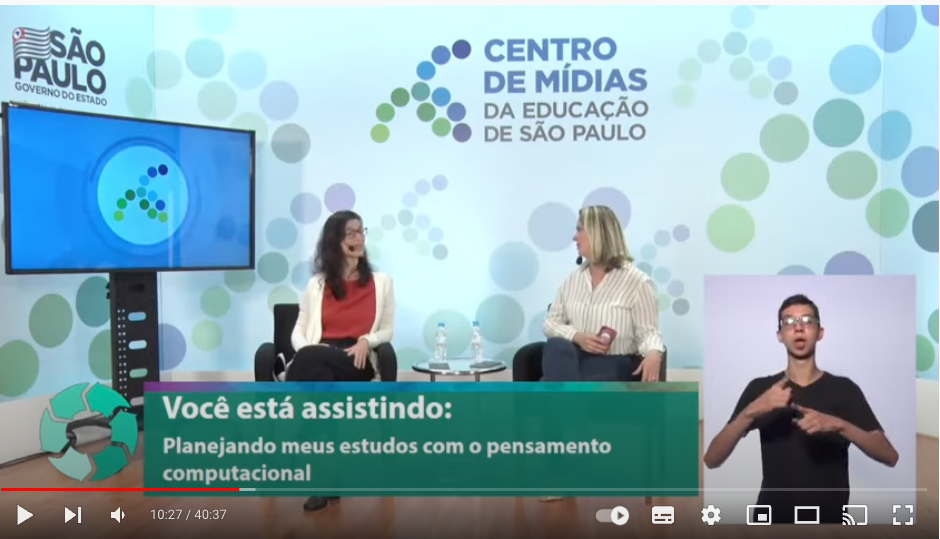 SÃO
PAULO
GOVERNO DO ESTADO
CENTRO
DE MÍDIAS
DA EDUCAÇÃO
DE SÃO PAULO
Você está assistindo:
Planejando meus estudos com o pensamento
computacional
10:27 / 40:37